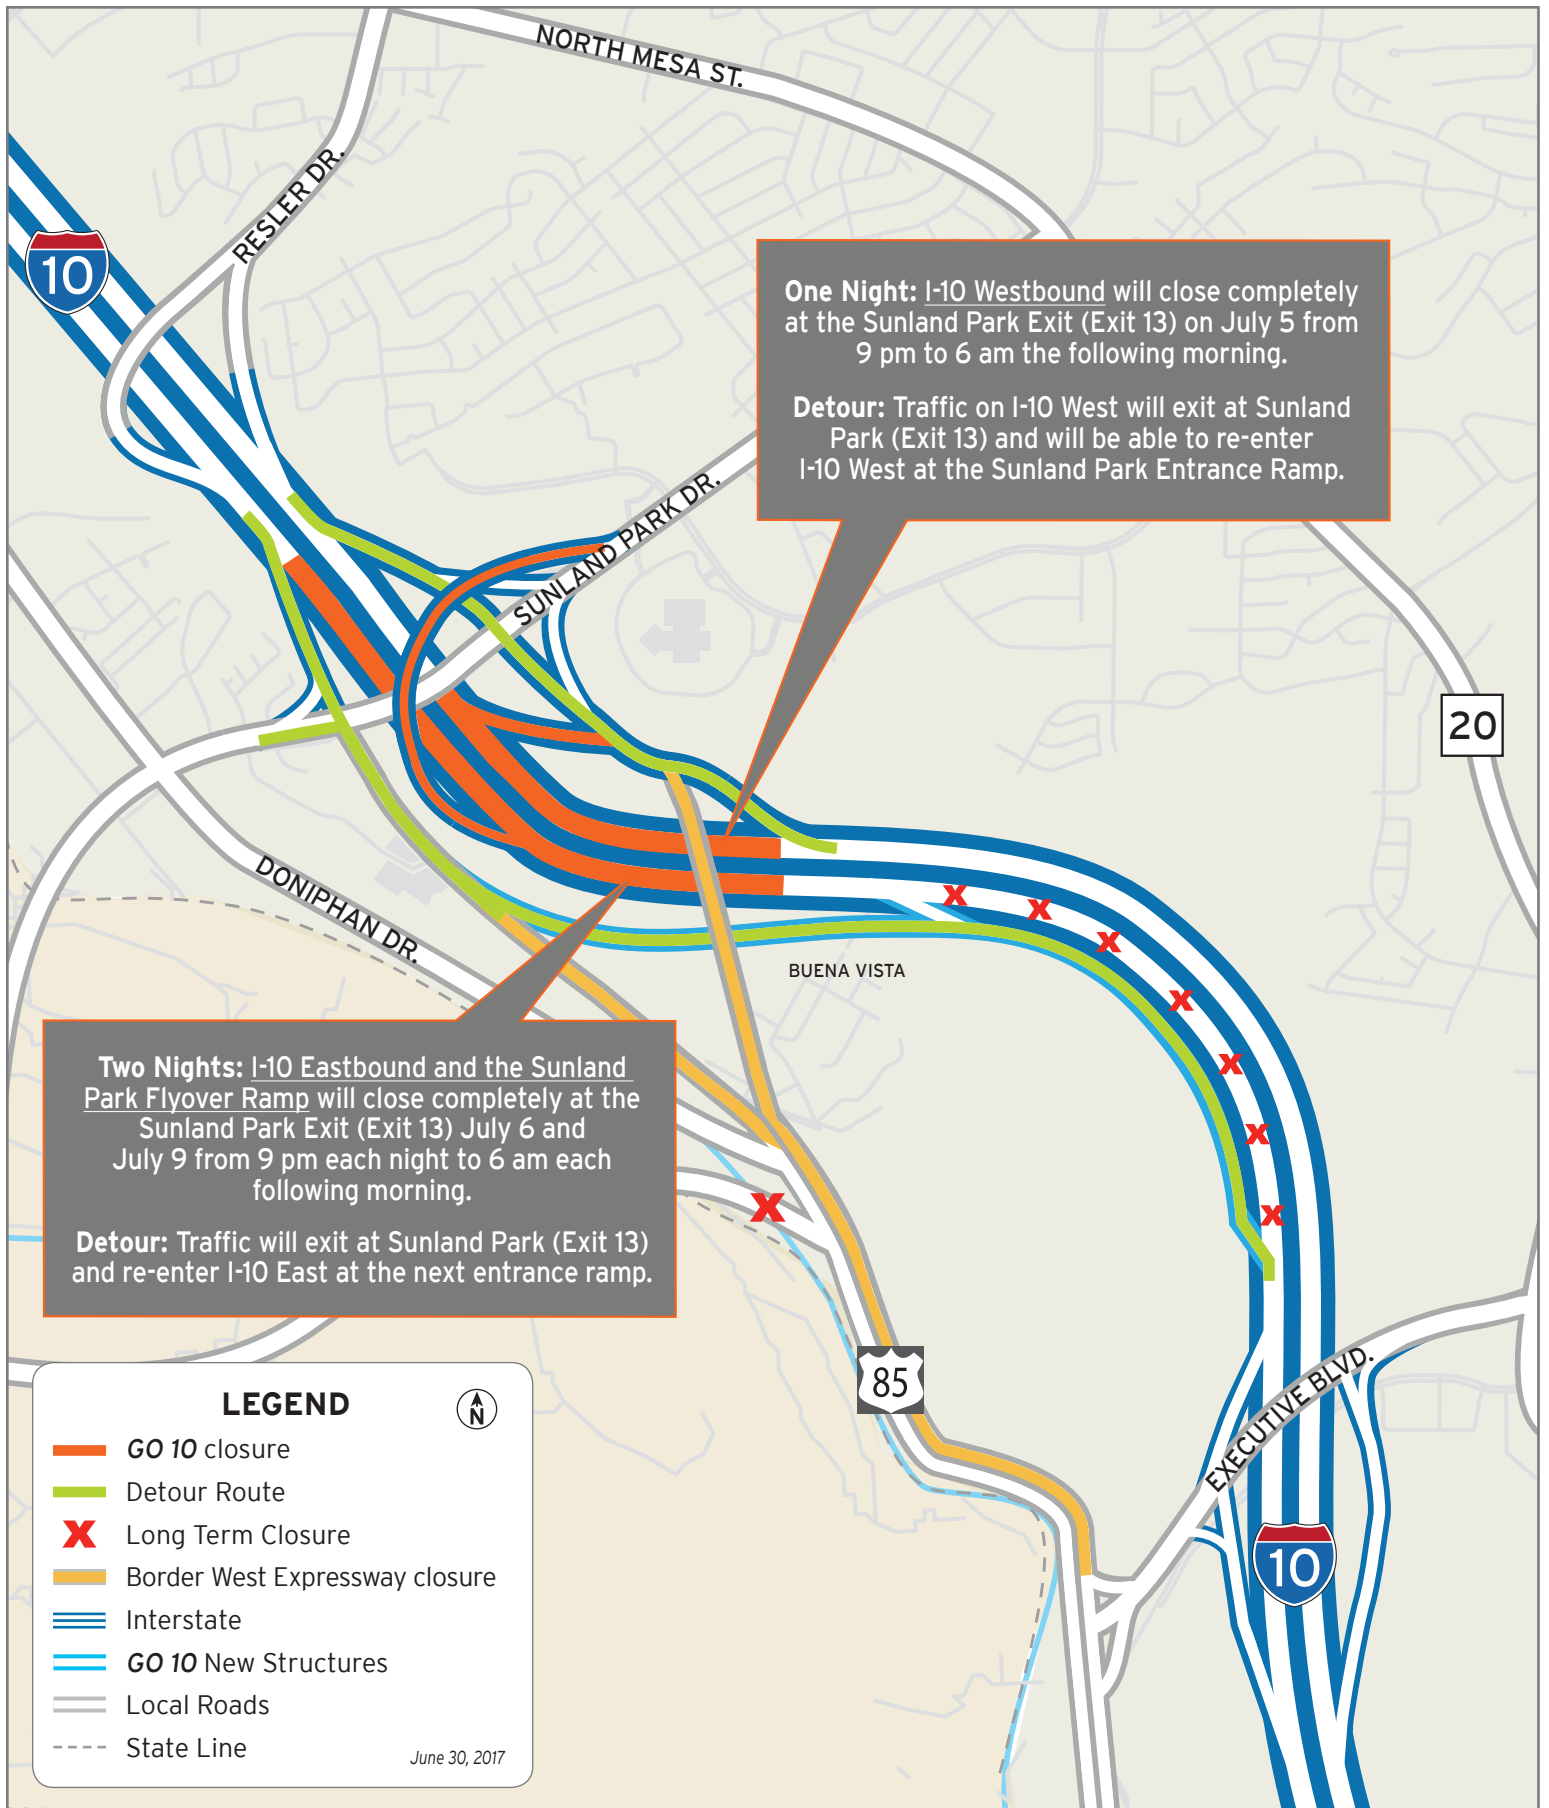 NORTH MESA ST.
RESLER DR.
10
One Night: I-10 Westbound will close completely
at the Sunland Park Exit (Exit 13) on July 5 from
9 pm to 6 am the following morning.
Detour: Traffic on I-10 West will exit at Sunland
Park (Exit 13) and will be able to re-enter
I-10 West at the Sunland Park Entrance Ramp.
SUNLAND PARK DR.
20
DONIPHAN DR.
BUENA VISTA
Two Nights: I-10 Eastbound and the Sunland
Park Flyover Ramp will close completely at the
Sunland Park Exit (Exit 13) July 6 and
July 9 from 9 pm each night to 6 am each
following morning.
Detour: Traffic will exit at Sunland Park (Exit 13)
and re-enter I-10 East at the next entrance ramp.
85
EXECUTIVE BLVD.
10
LEGEND
N
GO 10 closure
Detour Route
Long Term Closure
Border West Expressway closure
Interstate
GO 10 New Structures
Local Roads
State Line
June 30, 2017